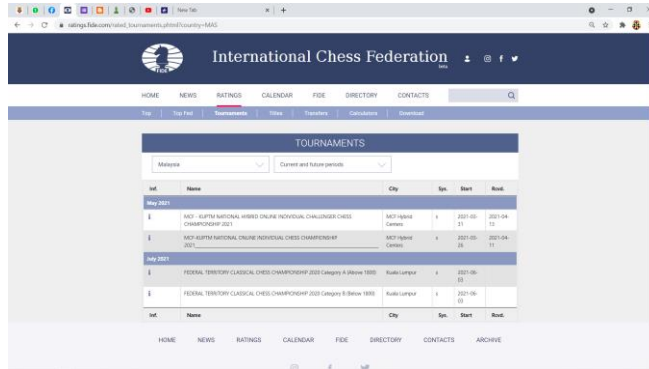 New Tab
ratings.fide.com/rated_tournaments.phtml?country=MAS
FIDE
International Chess Federation
beta
HOME NEWS RATINGS CALENDAR FIDE DIRECTORY CONTACTS
Top Top Fed Tournaments Titles Transfers Calculators Download
TOURNAMENTS
Malaysia Current and future periods
Inf. Name City Sys. Start Rcvd.
May 2021
i MCF - KUPTM NATIONAL HYBRID ONLINE INDIVIDUAL CHALLENGER CHESS MCF Hybrid s 2021-05- 2021-04-
CHAMPIONSHIP 2021 Centers 31 13
i MCF-KUPTM NATIONAL ONLINE INDIVIDUAL CHESS CHAMPIONSHIP MCF Hybrid s 2021-05- 2021-04-
2021 Centers 26 11
July 2021
i FEDERAL TERRITORY CLASSICAL CHESS CHAMPIONSHIP 2020 Category A (Above 1800) Kuala Lumpur s 2021-06-
03
i FEDERAL TERRITORY CLASSICAL CHESS CHAMPIONSHIP 2020 Category B (Below 1800) Kuala Lumpur s 2021-06-
03
Inf. Name City Sys. Start Rcvd.
HOME NEWS RATINGS CALENDAR FIDE DIRECTORY CONTACTS ARCHIVE